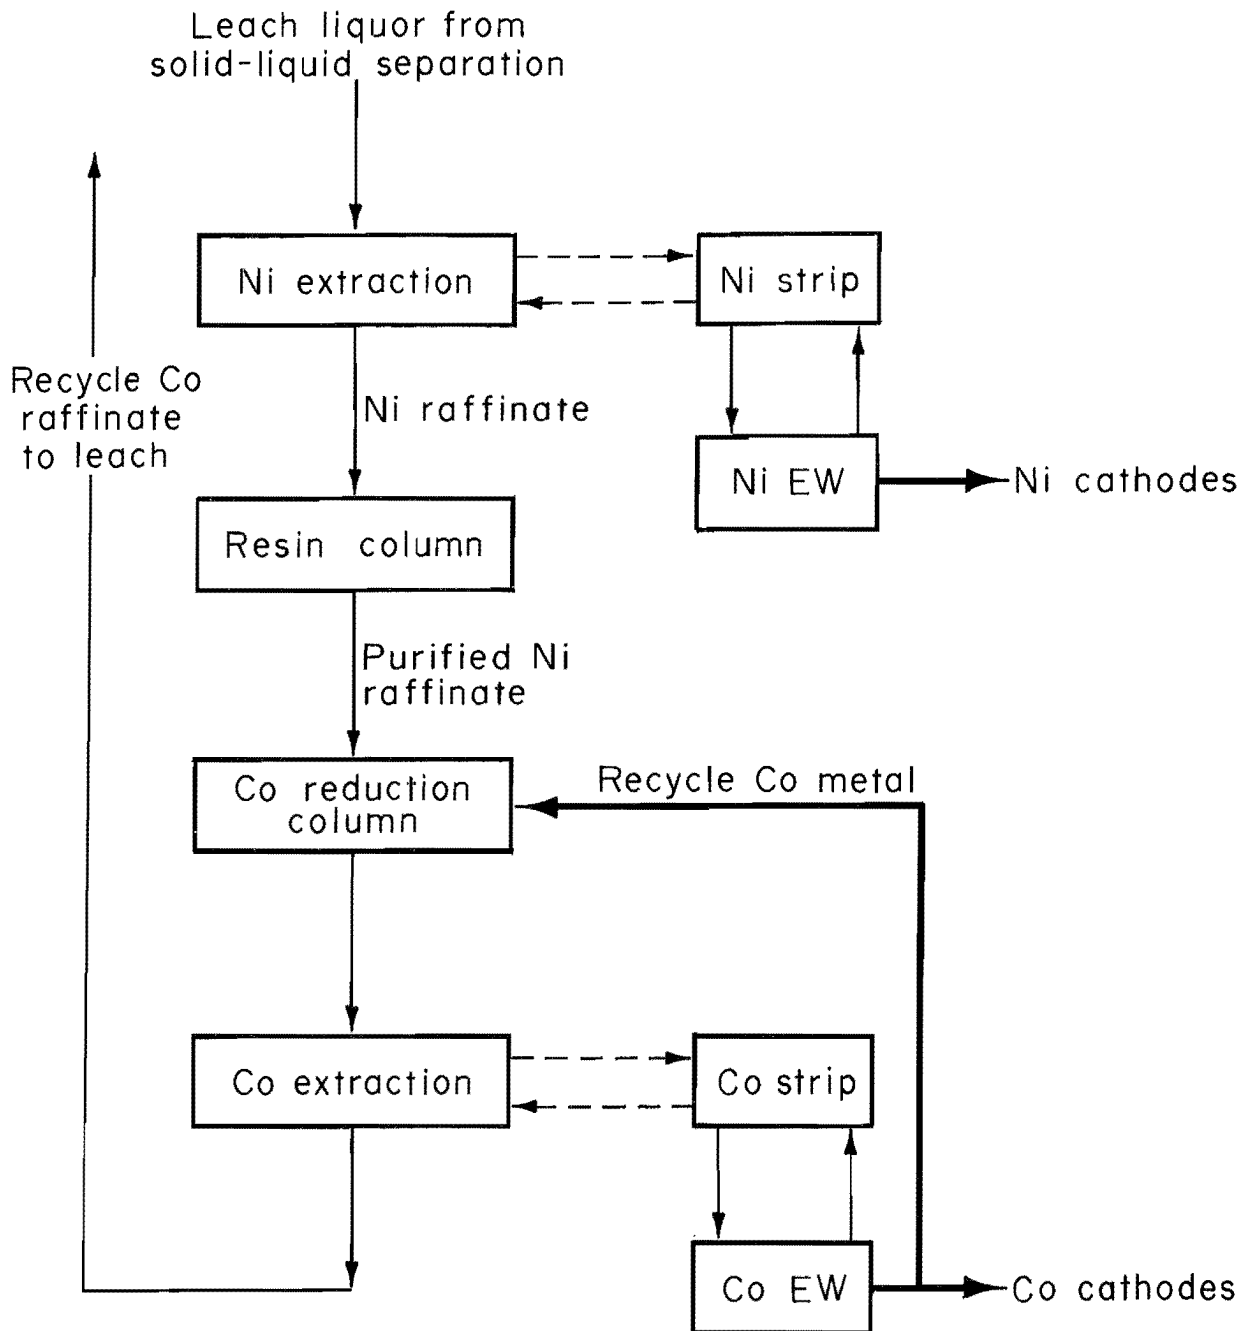 Leach liquor from
solid-liquid separation
Ni extraction
Ni strip
Recycle Co
raffinate
to leach
Ni raffinate
Ni EW
Ni cathodes
Resin column
Purified Ni
raffinate
Co reduction
column
Recycle Co metal
Co extraction
Co strip
Co EW
Co cathodes